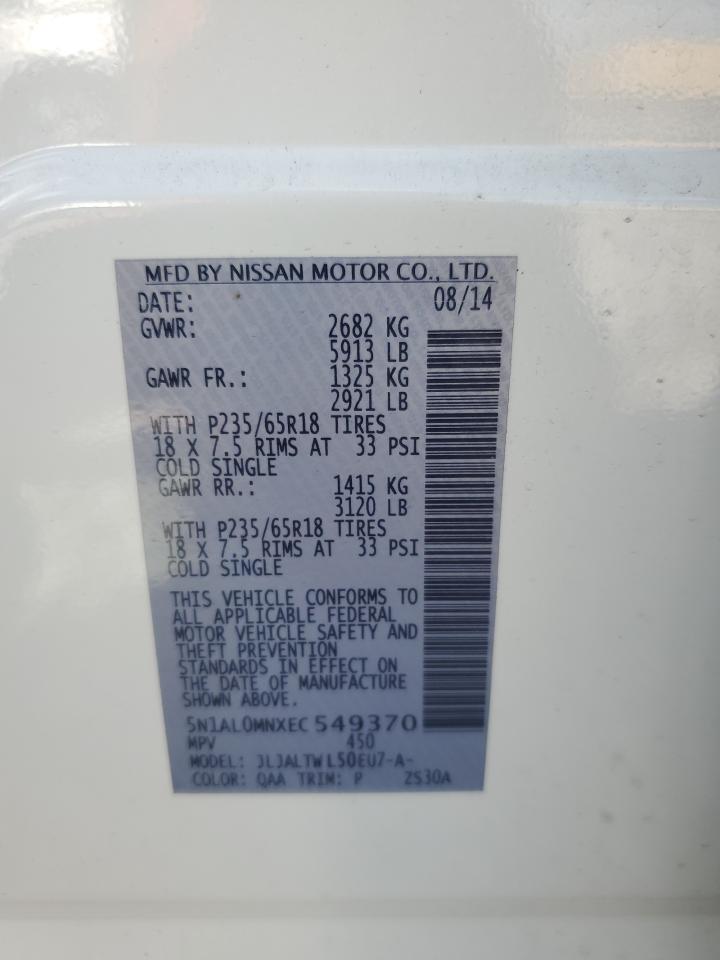 MFD BY NISSAN MOTOR CO., LTD.
DATE: 08/14
GVWR: 2682 KG
5913 LB
GAWR FR.: 1325 KG
2921 LB
WITH P235/65R18 TIRES
18 X 7.5 RIMS AT 33 PSI
COLD SINGLE
GAWR RR.: 1415 KG
3120 LB
WITH P235/65R18 TIRES
18 X 7.5 RIMS AT 33 PSI
COLD SINGLE
THIS VEHICLE CONFORMS TO
ALL APPLICABLE FEDERAL
MOTOR VEHICLE SAFETY AND
THEFT PREVENTION
STANDARDS IN EFFECT ON
THE DATE OF MANUFACTURE
SHOWN ABOVE.
5N1AL0MNXEC549370
MPV 450
MODEL: JLJALTWL50EU7-A-
COLOR: QAA TRIM: P ZS30A